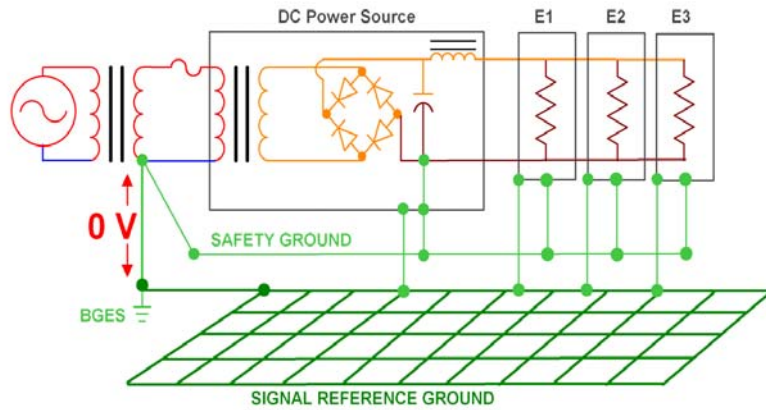 DC Power Source
E1
E2
E3
0 V
SAFETY GROUND
BGES
SIGNAL REFERENCE GROUND